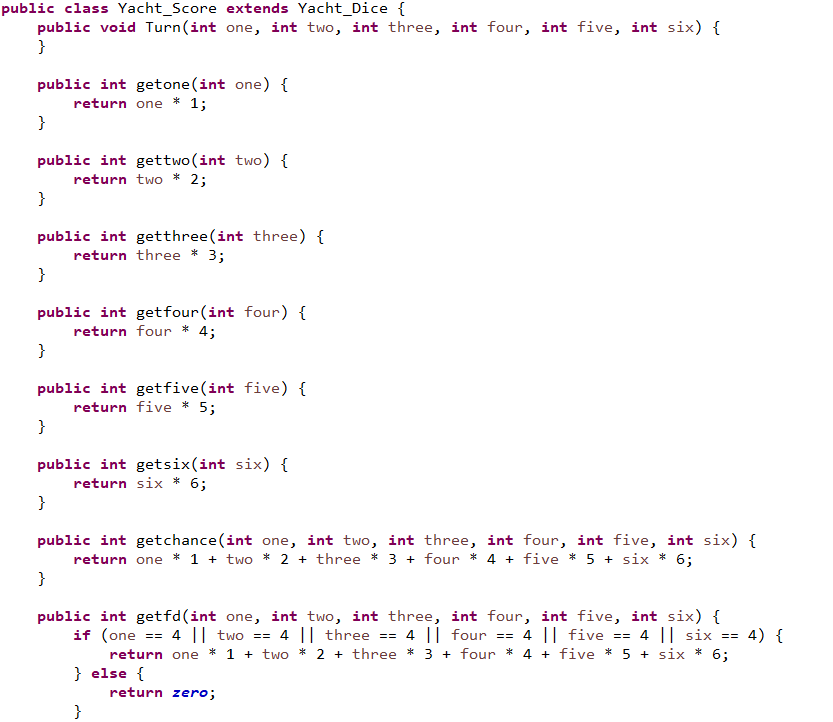 public class Yacht_Score extends Yacht_Dice {
    public void Turn(int one, int two, int three, int four, int five, int six) {
    }

    public int getone(int one) {
        return one * 1;
    }

    public int gettwo(int two) {
        return two * 2;
    }

    public int getthree(int three) {
        return three * 3;
    }

    public int getfour(int four) {
        return four * 4;
    }

    public int getfive(int five) {
        return five * 5;
    }

    public int getsix(int six) {
        return six * 6;
    }

    public int getchance(int one, int two, int three, int four, int five, int six) {
        return one * 1 + two * 2 + three * 3 + four * 4 + five * 5 + six * 6;
    }

    public int getfd(int one, int two, int three, int four, int five, int six) {
        if (one == 4 || two == 4 || three == 4 || four == 4 || five == 4 || six == 4) {
            return one * 1 + two * 2 + three * 3 + four * 4 + five * 5 + six * 6;
        } else {
            return zero;
        }